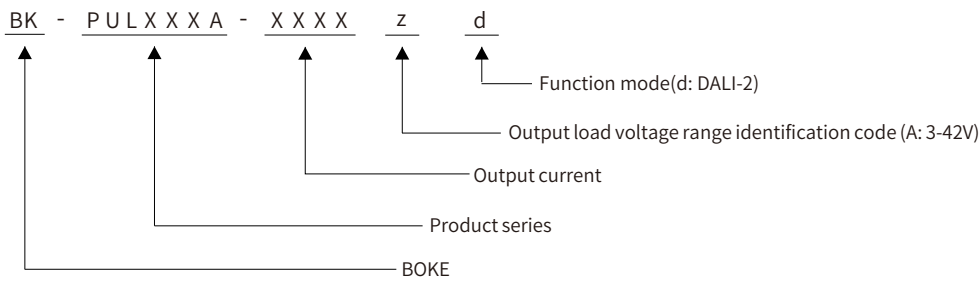 BK - PULXXXA - XXXX z d
Function mode(d: DALI-2)
Output load voltage range identification code (A: 3-42V)
Output current
Product series
BOKE